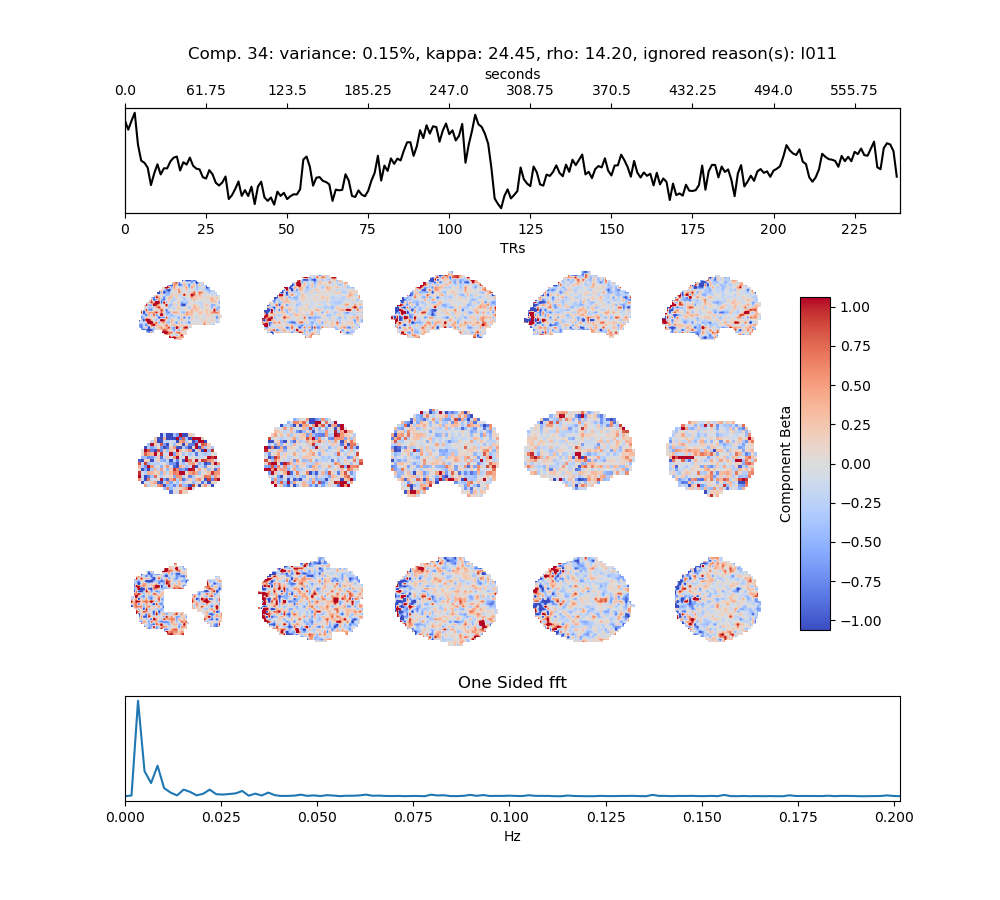 Comp. 34: variance: 0.15%, kappa: 24.45, rho: 14.20, ignored reason(s): I011
seconds
0.0 61.75 123.5 185.25 247.0 308.75 370.5 432.25 494.0 555.75
0 25 50 75 100 125 150 175 200 225
TRs
1.00
0.75
0.50
0.25
0.00
−0.25
−0.50
−0.75
−1.00
Component Beta
One Sided fft
0.000 0.025 0.050 0.075 0.100 0.125 0.150 0.175 0.200
Hz